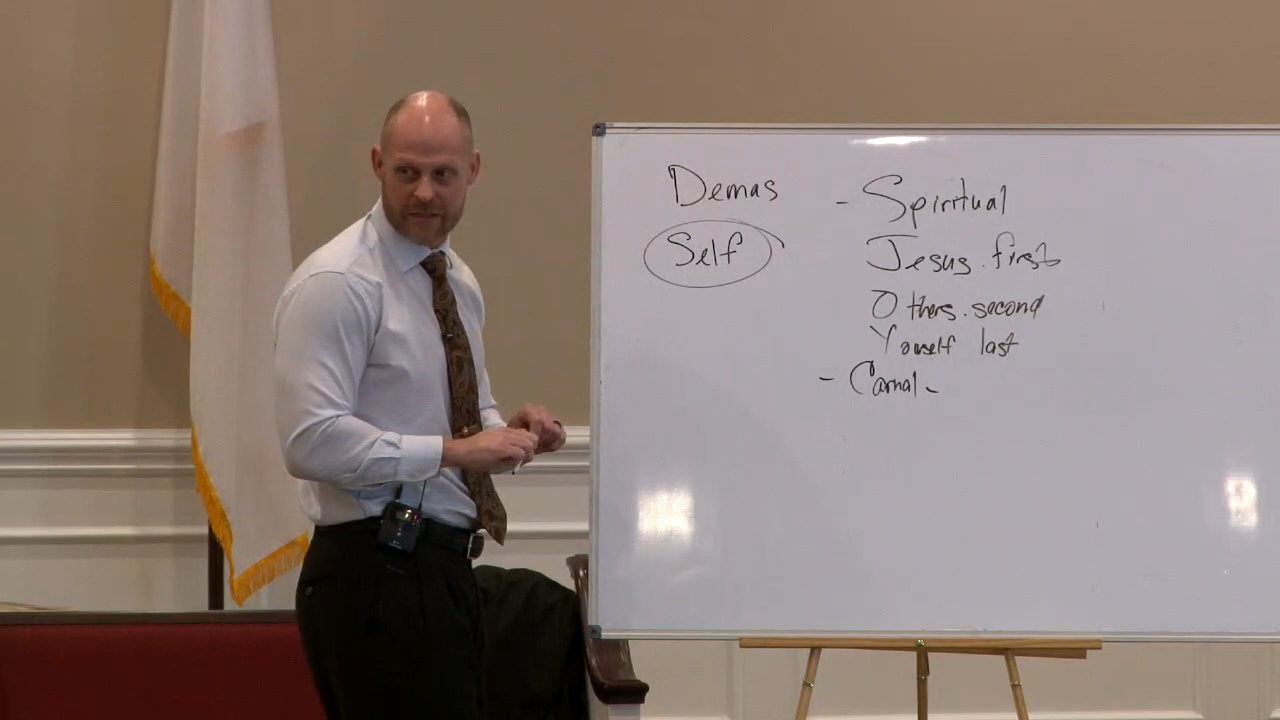 Demas - Spiritual
Self Jesus. first
Others. second
Yourself last
- Carnal -